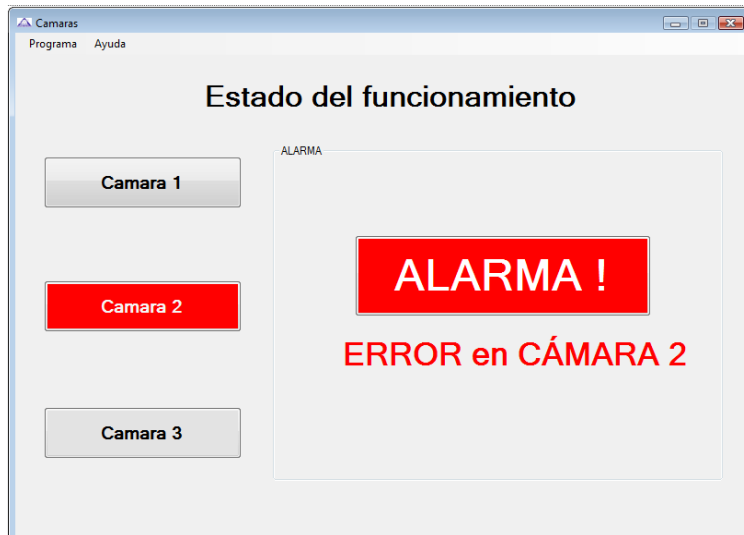 Camaras
Programa Ayuda
Estado del funcionamiento
ALARMA
Camara 1
ALARMA !
Camara 2
ERROR en CÁMARA 2
Camara 3